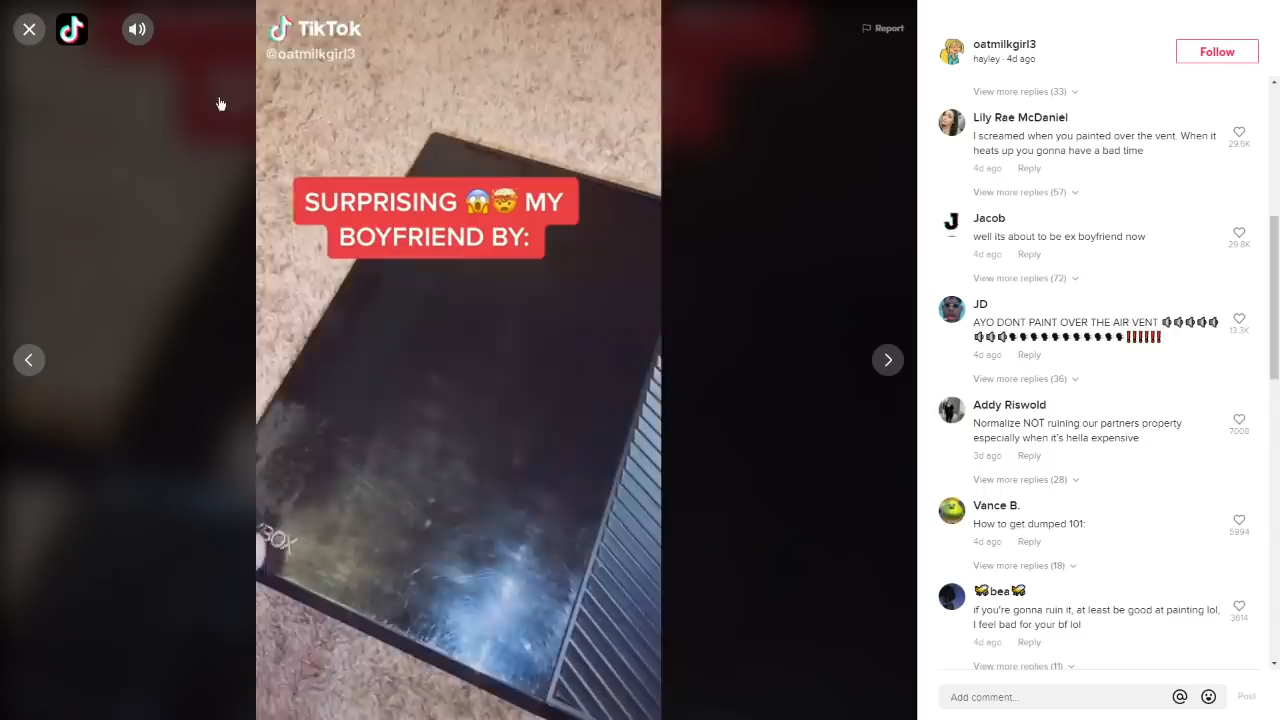 TikTok
@oatmilkgirl3
Report
SURPRISING 😱🤯 MY
BOYFRIEND BY:
XBOX
oatmilkgirl3
hayley · 4d ago
Follow
View more replies (33)
Lily Rae McDaniel
I screamed when you painted over the vent. When it
heats up you gonna have a bad time
29.6K
4d ago Reply
View more replies (57)
Jacob
well its about to be ex boyfriend now
29.8K
4d ago Reply
View more replies (72)
JD
AYO DONT PAINT OVER THE AIR VENT
13.3K
4d ago Reply
View more replies (36)
Addy Riswold
Normalize NOT ruining our partners property
especially when it's hella expensive
7008
3d ago Reply
View more replies (28)
Vance B.
How to get dumped 101:
5994
4d ago Reply
View more replies (18)
bea
if you're gonna ruin it, at least be good at painting lol,
I feel bad for your bf lol
3614
4d ago Reply
View more replies (11)
Add comment...
Post